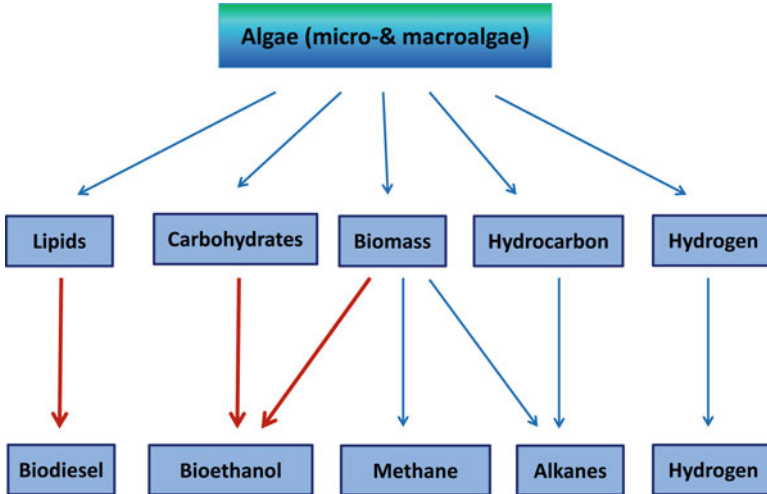 Algae (micro-& macroalgae)
Lipids
Carbohydrates
Biomass
Hydrocarbon
Hydrogen
Biodiesel
Bioethanol
Methane
Alkanes
Hydrogen